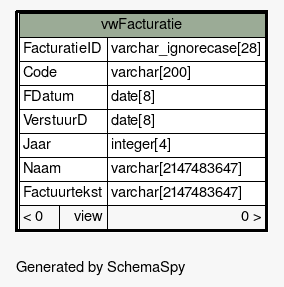 vwFacturatie
FacturatieID varchar_ignorecase[28]
Code varchar[200]
FDatum date[8]
VerstuurD date[8]
Jaar integer[4]
Naam varchar[2147483647]
Factuurtekst varchar[2147483647]
< 0 view 0 >
Generated by SchemaSpy